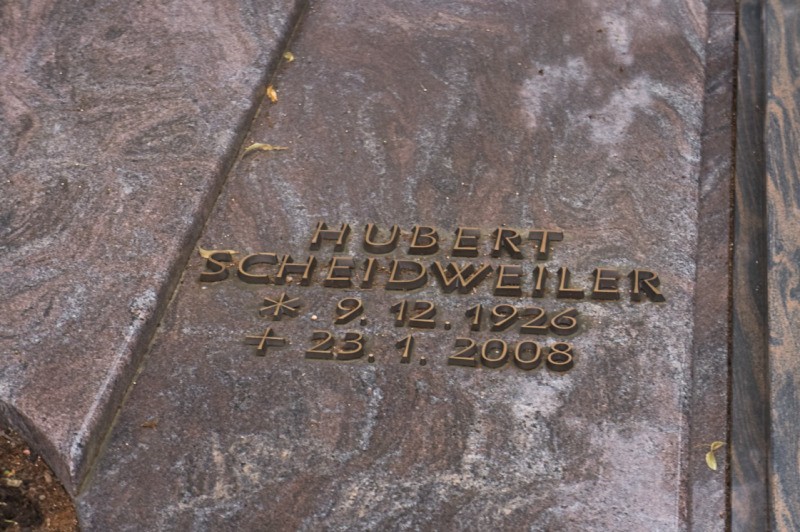 HUBERT
SCHEIDWEILER
* 9. 12. 1926
+ 23. 1. 2008